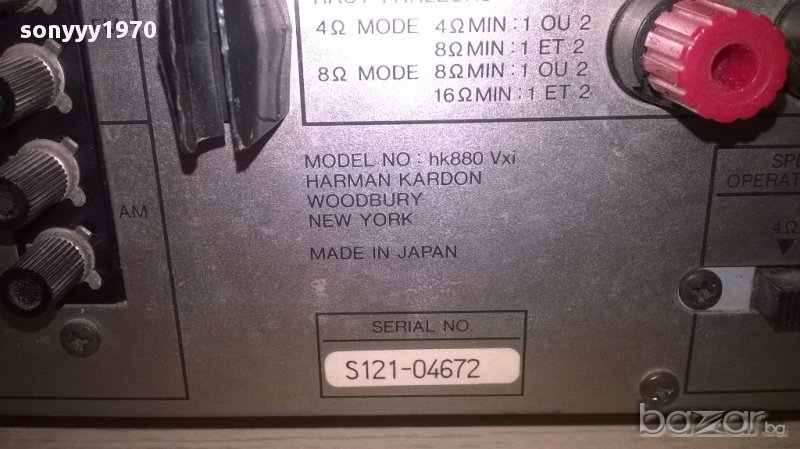 sonyyy1970
4Ω MODE 4ΩMIN : 1 OU 2
8ΩMIN : 1 ET 2
8Ω MODE 8ΩMIN : 1 OU 2
16ΩMIN : 1 ET 2
MODEL NO : hk880 Vxi
HARMAN KARDON
WOODBURY
NEW YORK
MADE IN JAPAN
AM
OPERAT
4Ω
SERIAL NO.
S121-04672
bazar.bg